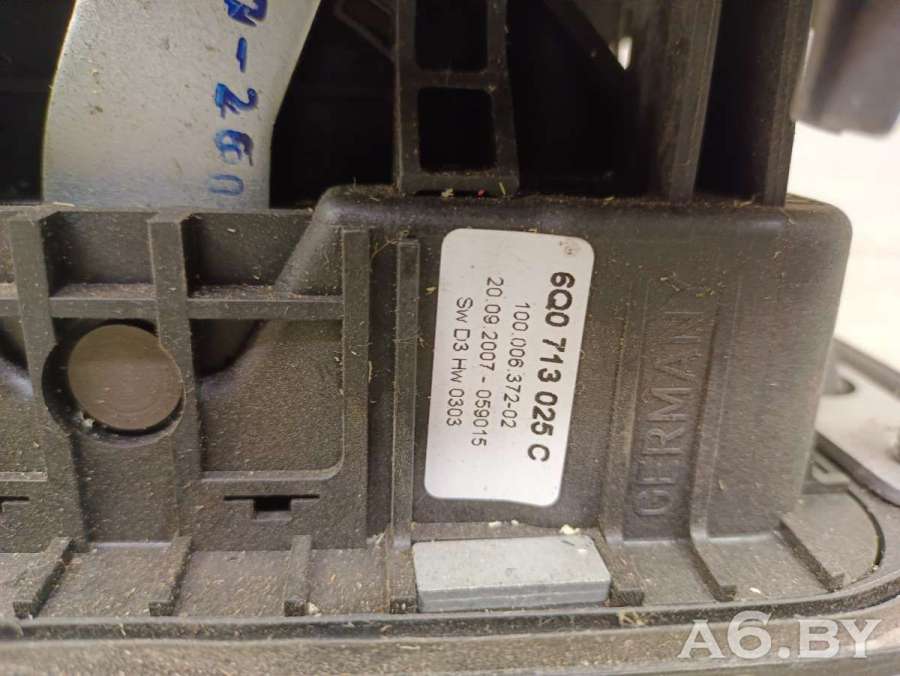 6Q0 713 025 C
100.006.372-02
20.09.2007 - 059015
Sw D3 Hw 0303
GERMANY
A6.BY